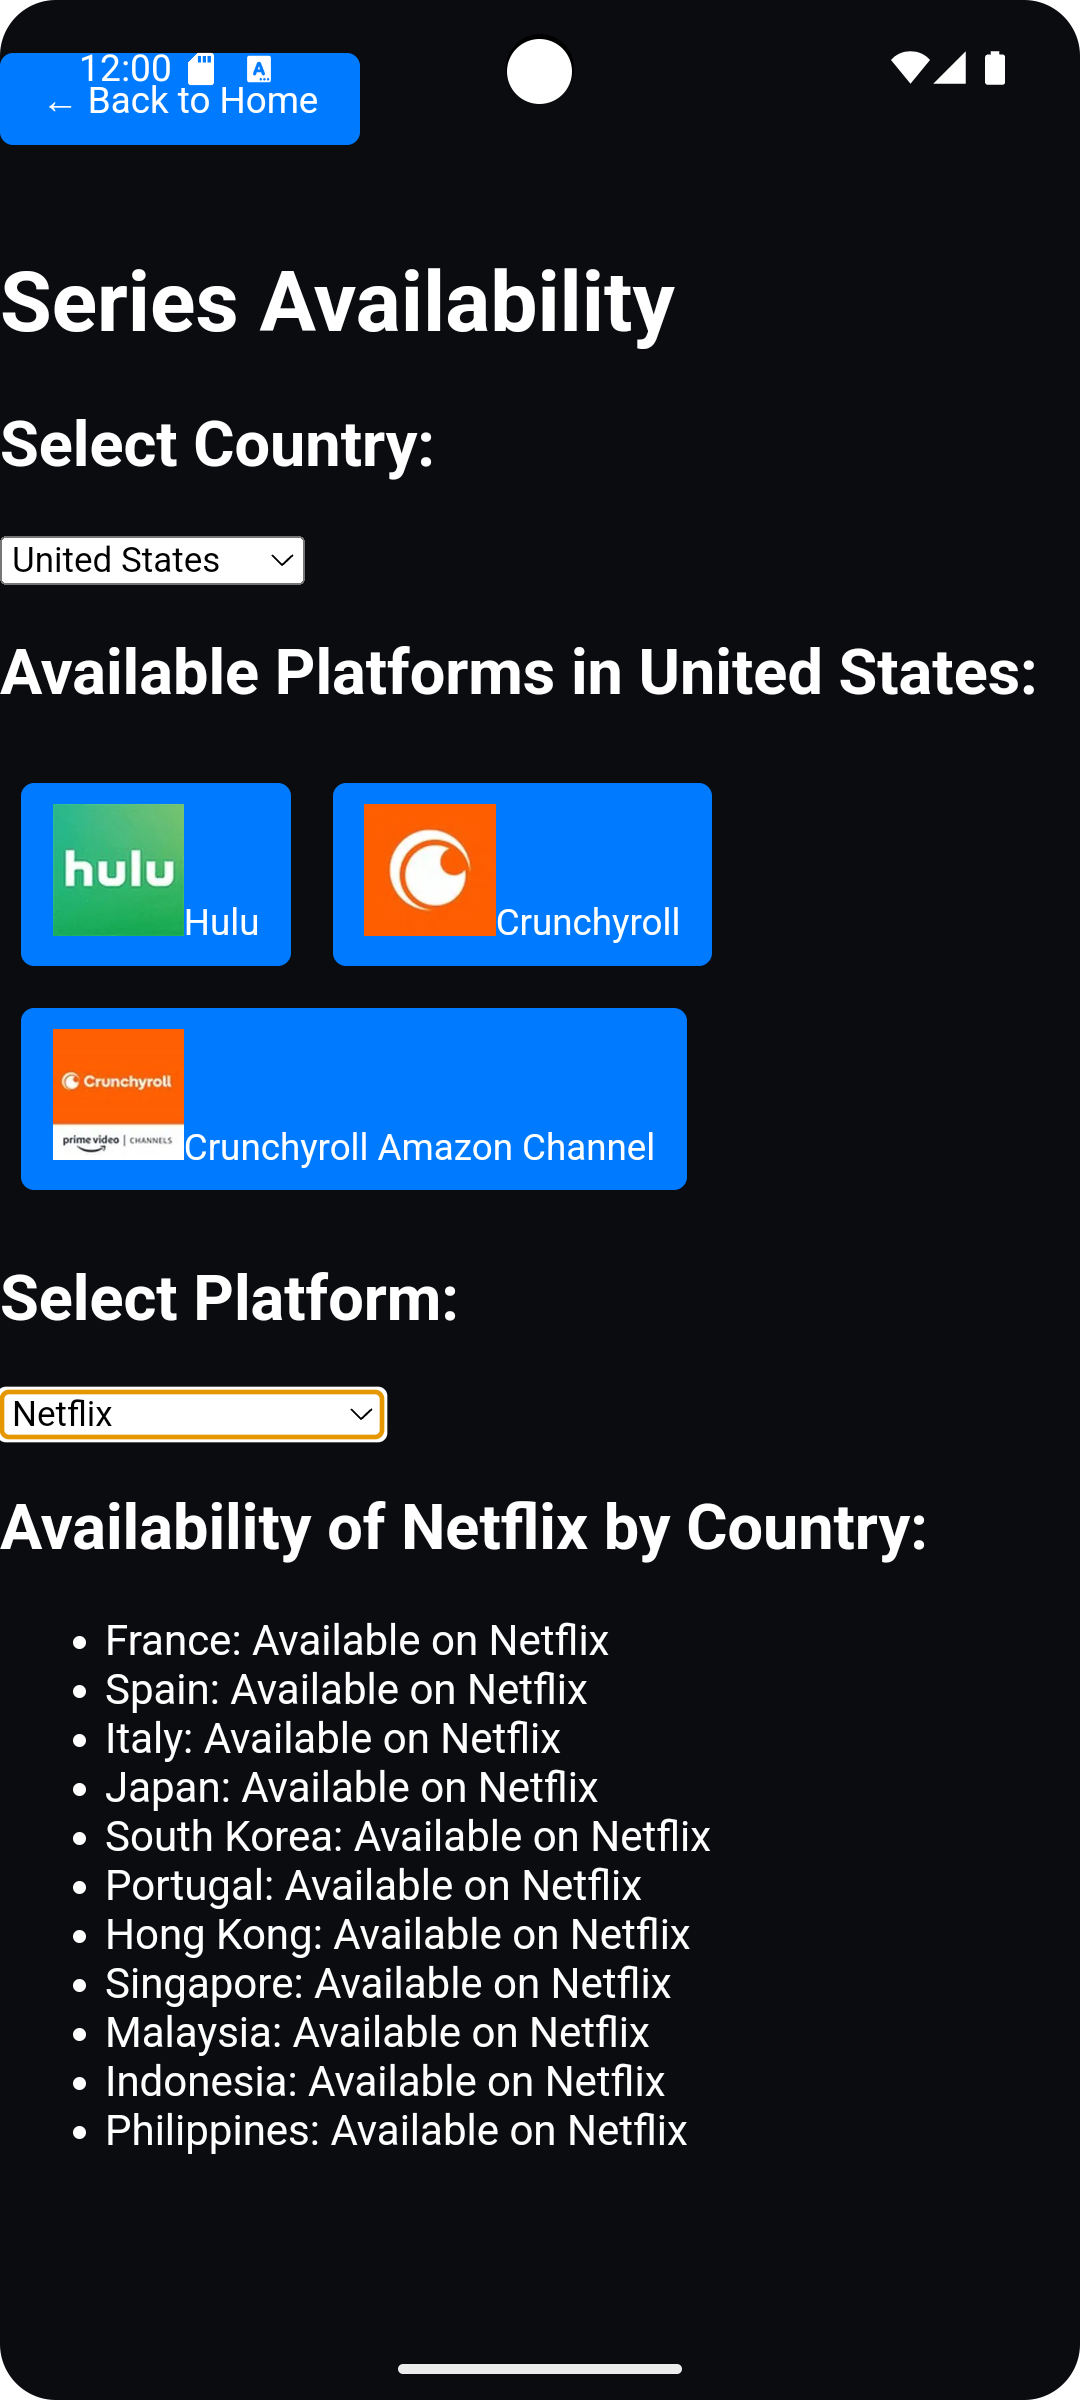 12:00
← Back to Home
Series Availability
Select Country:
United States
Available Platforms in United States:
hulu
Hulu
Crunchyroll
Crunchyroll
prime video | CHANNELS
Crunchyroll Amazon Channel
Select Platform:
Netflix
Availability of Netflix by Country:
• France: Available on Netflix
• Spain: Available on Netflix
• Italy: Available on Netflix
• Japan: Available on Netflix
• South Korea: Available on Netflix
• Portugal: Available on Netflix
• Hong Kong: Available on Netflix
• Singapore: Available on Netflix
• Malaysia: Available on Netflix
• Indonesia: Available on Netflix
• Philippines: Available on Netflix